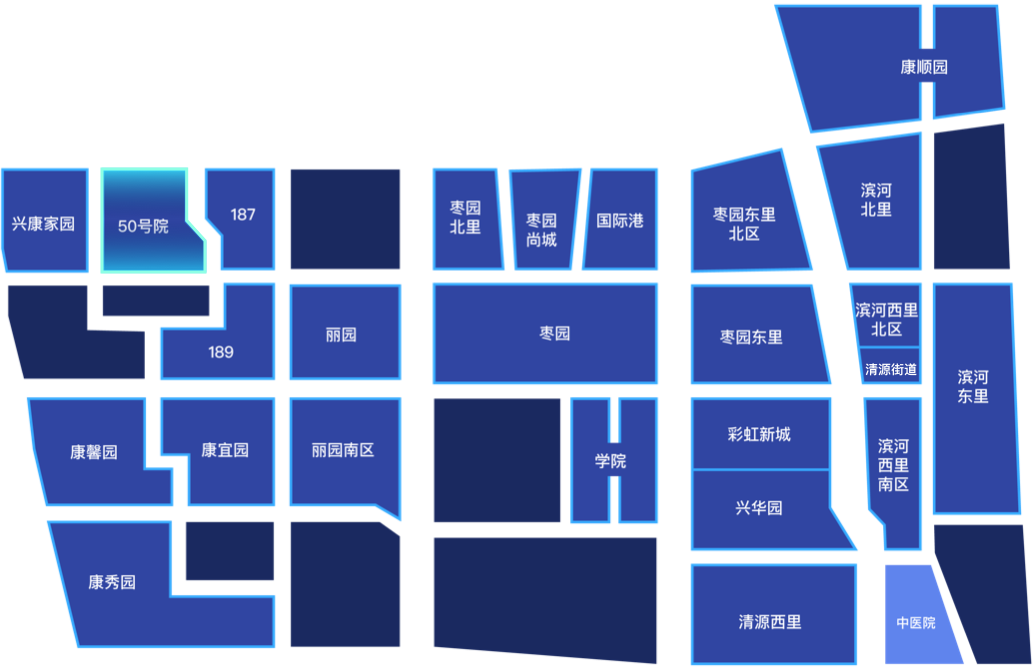 康顺园
兴康家园
50号院
187
枣园
北里
枣园
尚城
国际港
枣园东里
北区
滨河
北里
189
丽园
枣园
枣园东里
滨河西里
北区
清源街道
滨河
东里
康馨园
康宜园
丽园南区
学院
彩虹新城
兴华园
滨河
西里
南区
康秀园
清源西里
中医院